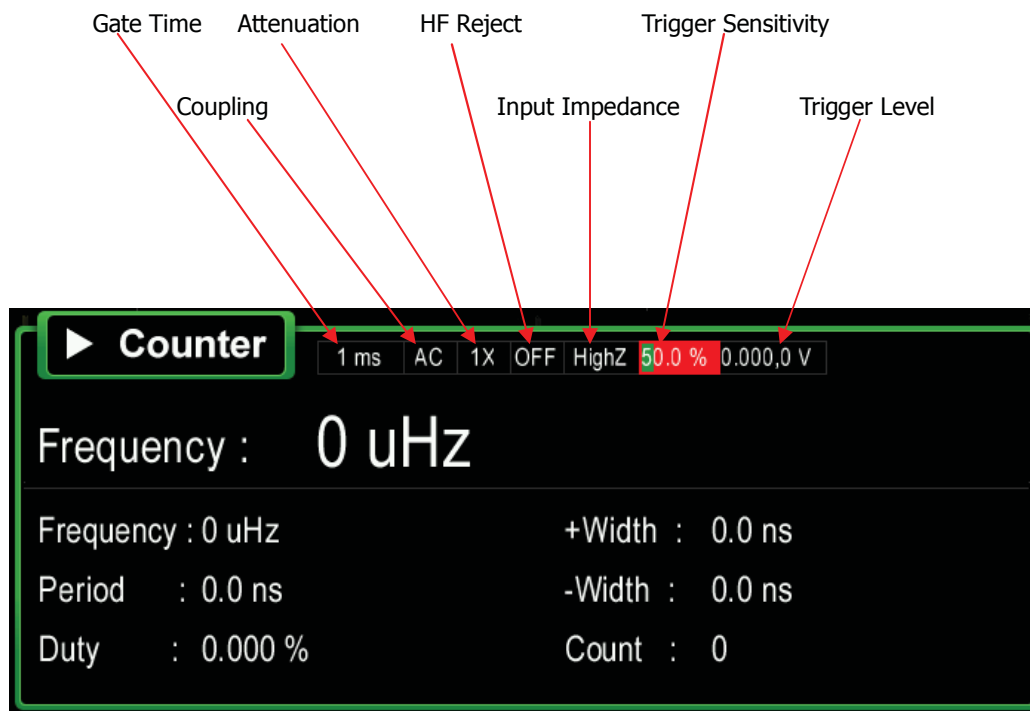 Gate Time Attenuation HF Reject Trigger Sensitivity
Coupling Input Impedance Trigger Level
Counter 1 ms AC 1X OFF HighZ 50.0 % 0.000,0 V
Frequency : 0 uHz
Frequency : 0 uHz +Width : 0.0 ns
Period : 0.0 ns -Width : 0.0 ns
Duty : 0.000 % Count : 0